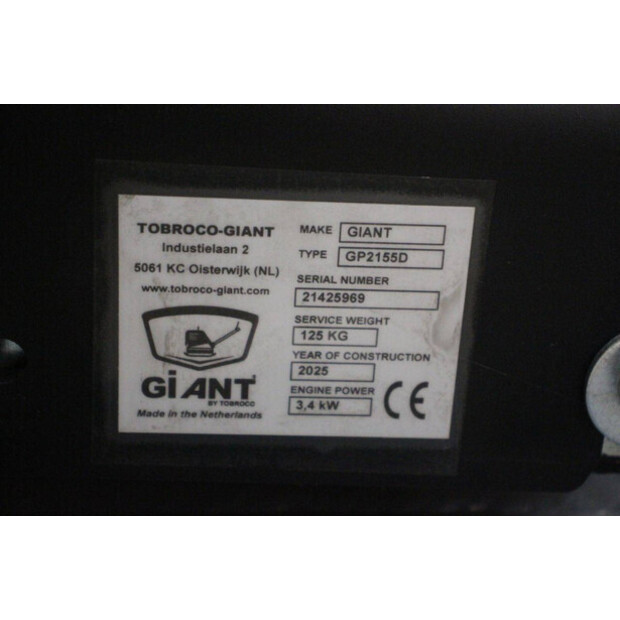 TOBROCO-GIANT
Industielaan 2
5061 KC Oisterwijk (NL)
www.tobroco-giant.com
GiANT
BY TOBROCO
Made in the Netherlands
MAKE GIANT
TYPE GP2155D
SERIAL NUMBER
21425969
SERVICE WEIGHT
125 KG
YEAR OF CONSTRUCTION
2025
ENGINE POWER
3,4 kW
CE